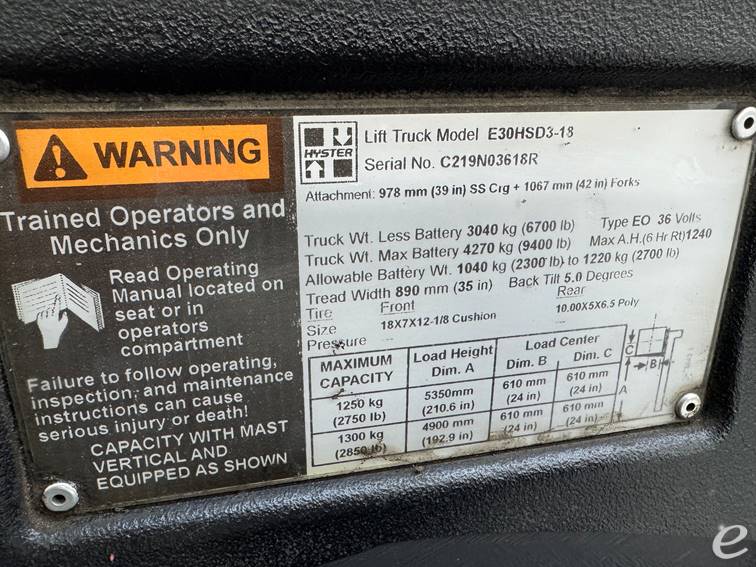 WARNING
Trained Operators and
Mechanics Only
Read Operating
Manual located on
seat or in
operators
compartment
Failure to follow operating,
inspection, and maintenance
instructions can cause
serious injury or death!
CAPACITY WITH MAST
VERTICAL AND
EQUIPPED AS SHOWN
HYSTER
Lift Truck Model E30HSD3-18
Serial No. C219N03618R
Attachment: 978 mm (39 in) SS Crg + 1067 mm (42 in) Forks
Truck Wt. Less Battery 3040 kg (6700 lb) Type EO 36 Volts
Truck Wt. Max Battery 4270 kg (9400 lb) Max A.H.(6 Hr Rt)1240
Allowable Battery Wt. 1040 kg (2300 lb) to 1220 kg (2700 lb)
Tread Width 890 mm (35 in) Back Tilt 5.0 Degrees
Tire Front Rear
Size 18X7X12-1/8 Cushion 10.00X5X6.5 Poly
Pressure
MAXIMUM CAPACITY Load Height Dim. A Load Center Dim. B Dim. C
1250 kg (2750 lb) 5350mm (210.6 in) 610 mm (24 in) 610 mm (24 in)
1300 kg (2850 lb) 4900 mm (192.9 in) 610 mm (24 in) 610 mm (24 in)
C
B
A
e